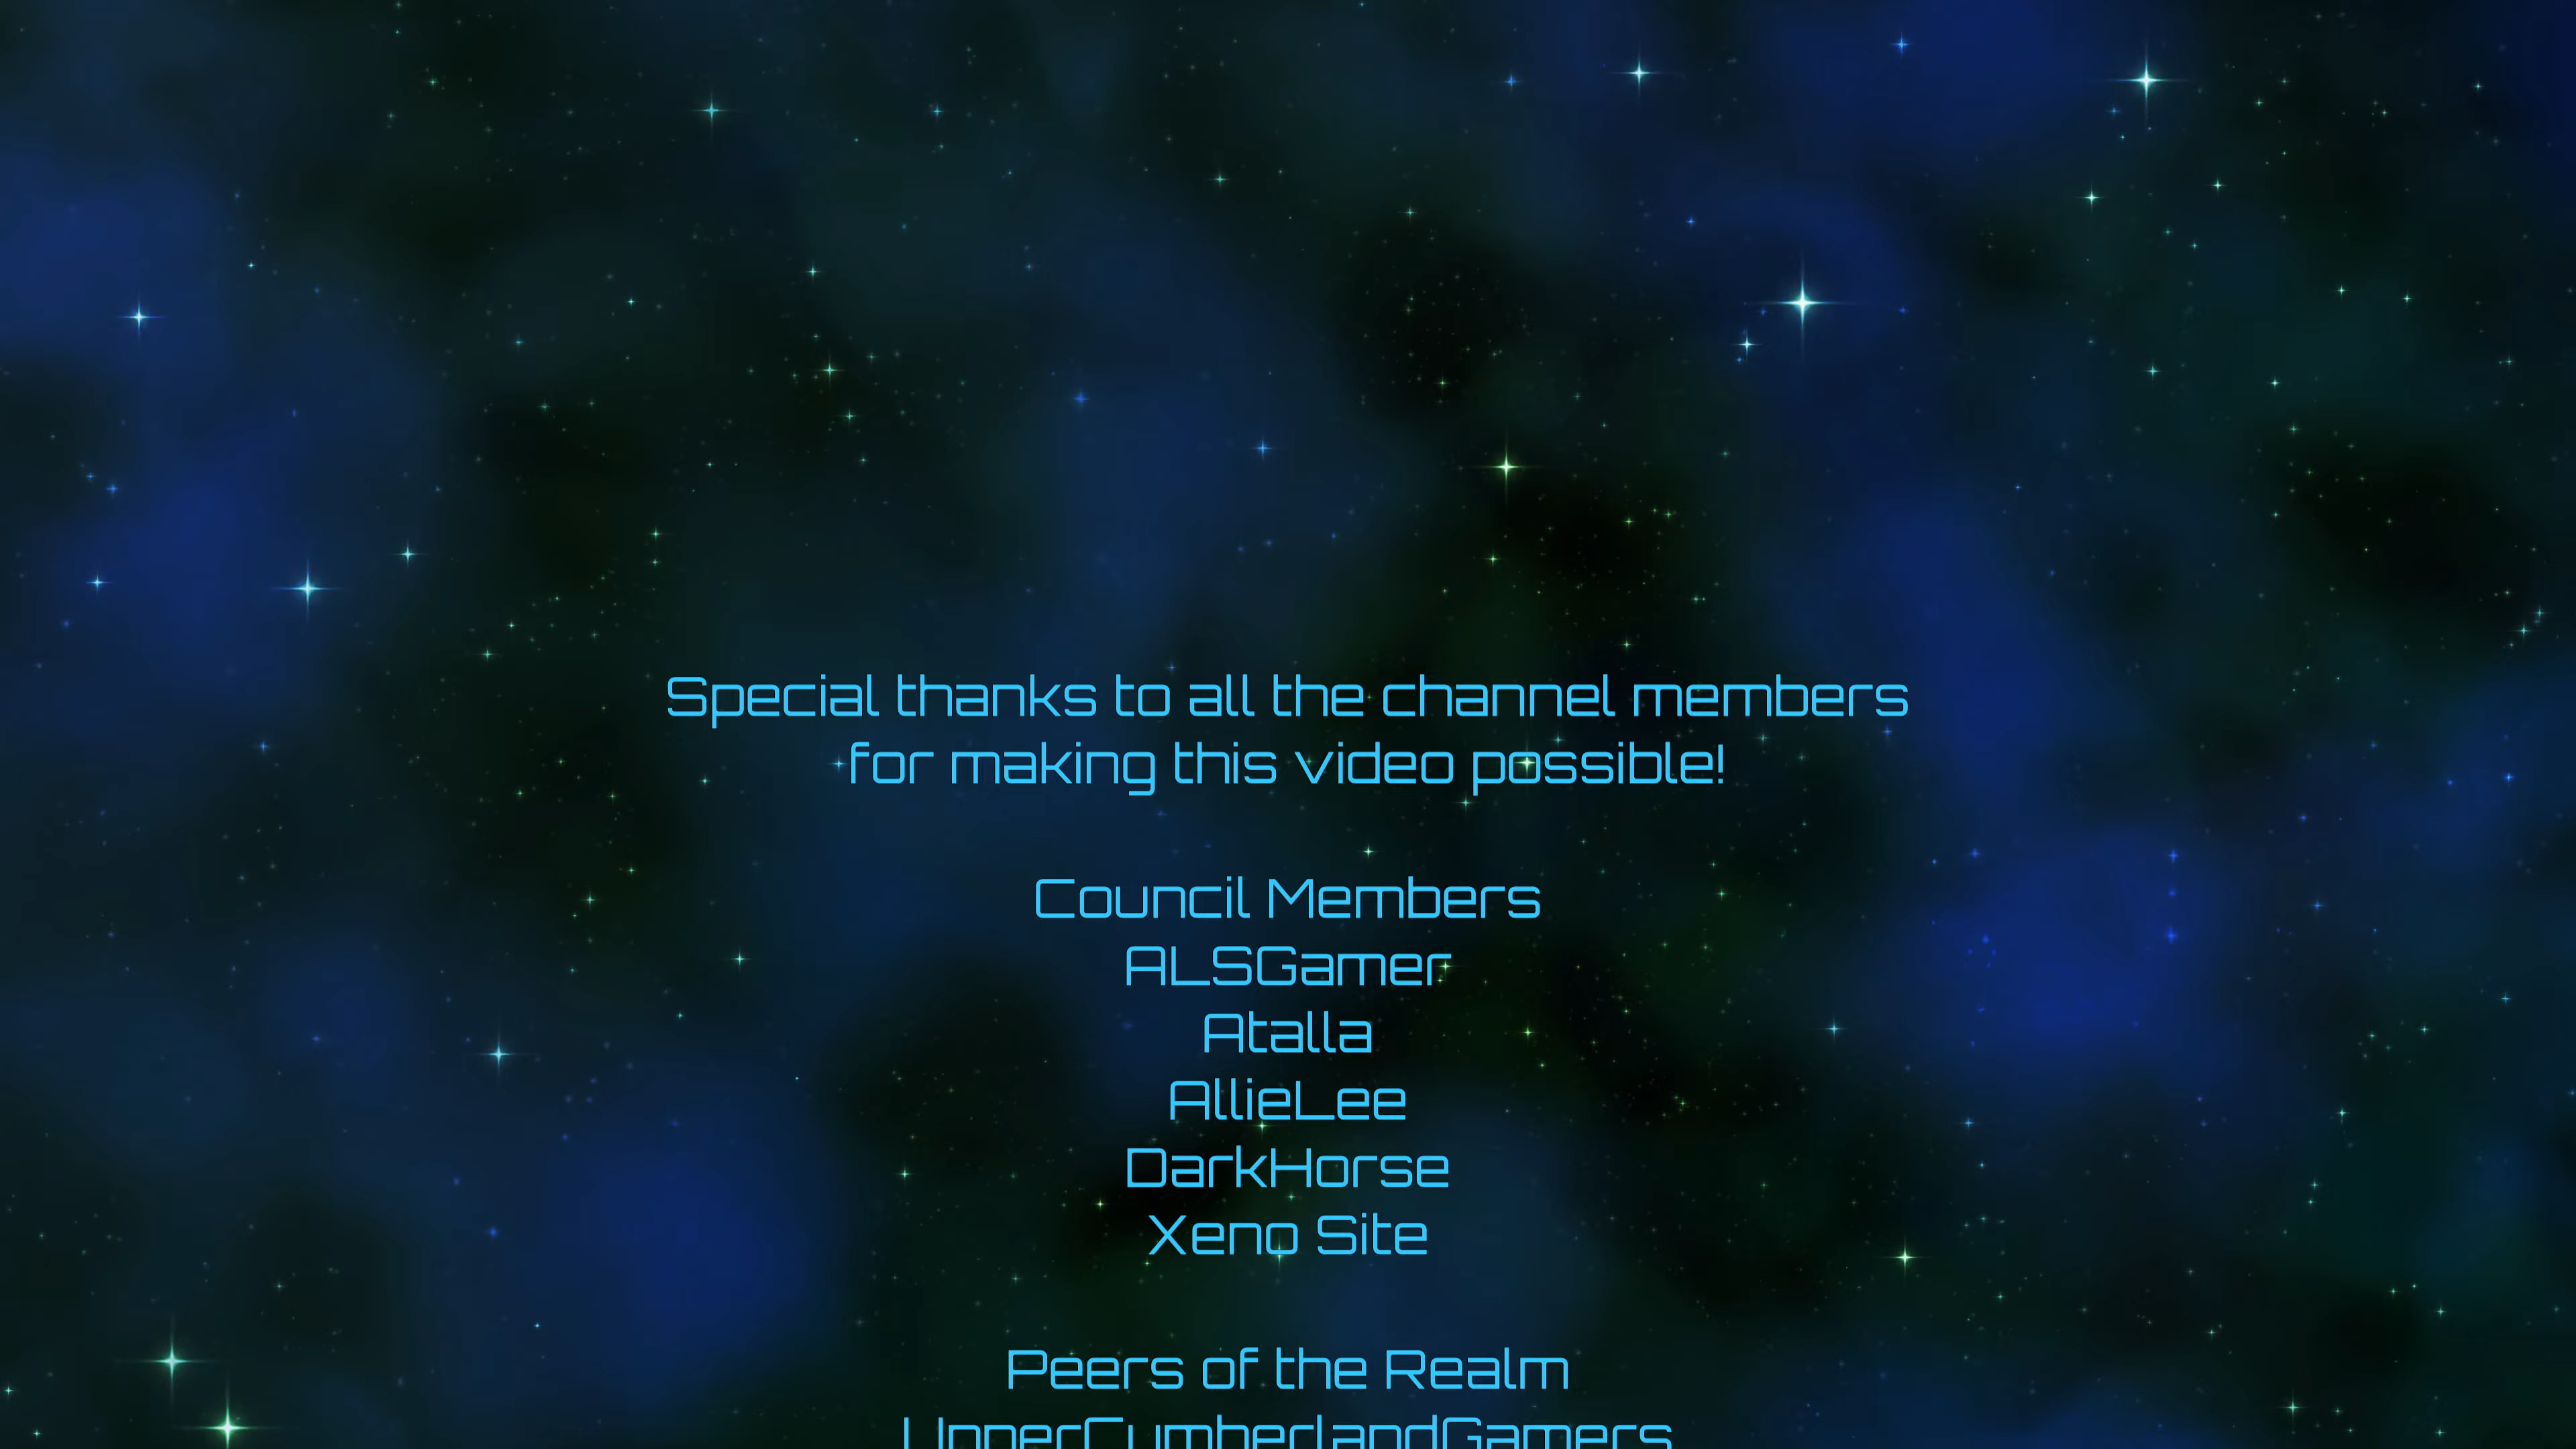 Special thanks to all the channel members
for making this video possible!
Council Members
ALSGamer
Atalla
AllieLee
DarkHorse
Xeno Site
Peers of the Realm
UpperCumberlandGamers